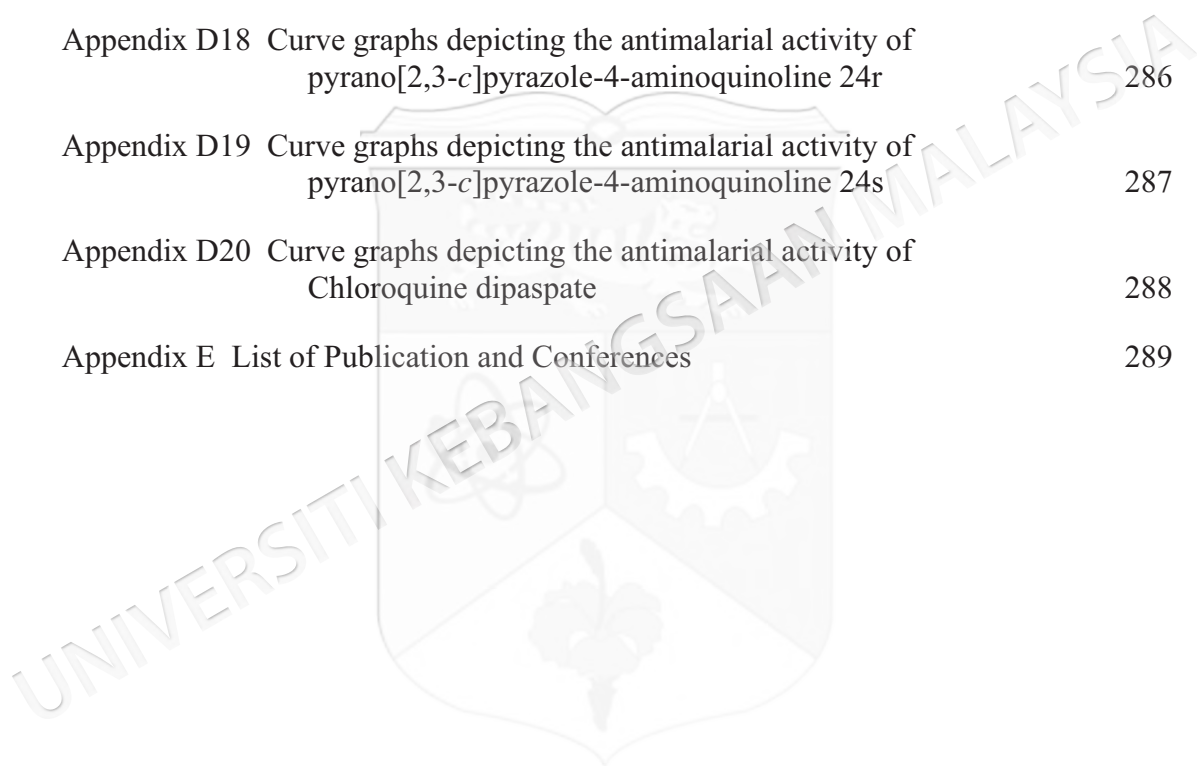 Appendix D18 Curve graphs depicting the antimalarial activity of
pyrano[2,3-c]pyrazole-4-aminoquinoline 24r 286
Appendix D19 Curve graphs depicting the antimalarial activity of
pyrano[2,3-c]pyrazole-4-aminoquinoline 24s 287
Appendix D20 Curve graphs depicting the antimalarial activity of
Chloroquine dipaspate 288
Appendix E List of Publication and Conferences 289
UNIVERSITI KEBANGSAAN MALAYSIA